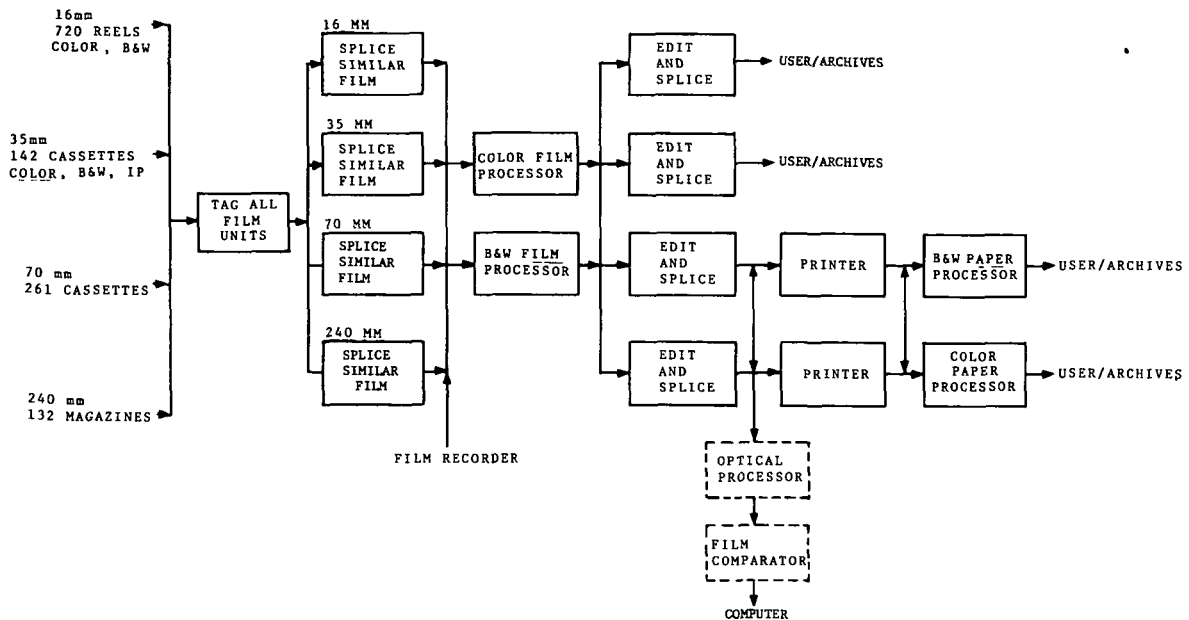 16mm
720 REELS
COLOR, B&W
35mm
142 CASSETTES
COLOR, B&W, IP
70 mm
261 CASSETTES
240 mm
132 MAGAZINES
TAG ALL
FILM
UNITS
16 MM
SPLICE
SIMILAR
FILM
35 MM
SPLICE
SIMILAR
FILM
70 MM
SPLICE
SIMILAR
FILM
240 MM
SPLICE
SIMILAR
FILM
FILM RECORDER
COLOR FILM
PROCESSOR
B&W FILM
PROCESSOR
EDIT
AND
SPLICE
USER/ARCHIVES
EDIT
AND
SPLICE
USER/ARCHIVES
EDIT
AND
SPLICE
PRINTER
B&W PAPER
PROCESSOR
USER/ARCHIVES
EDIT
AND
SPLICE
PRINTER
COLOR
PAPER
PROCESSOR
USER/ARCHIVES
OPTICAL
PROCESSOR
FILM
COMPARATOR
COMPUTER